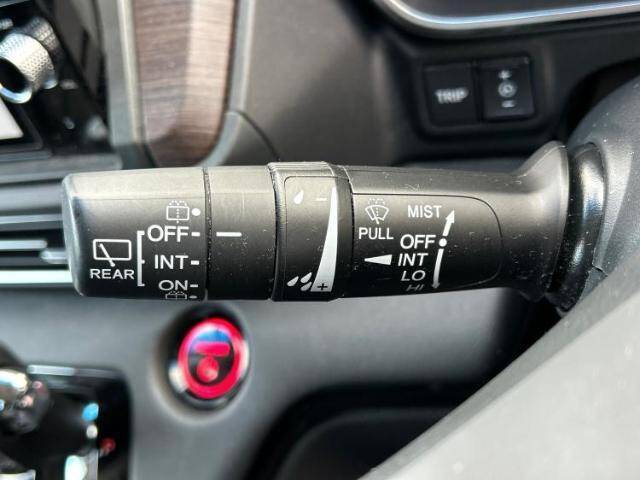 TRIP
+
-
REAR
OFF
INT
ON
-
+
PULL
MIST
OFF
INT
LO
HI